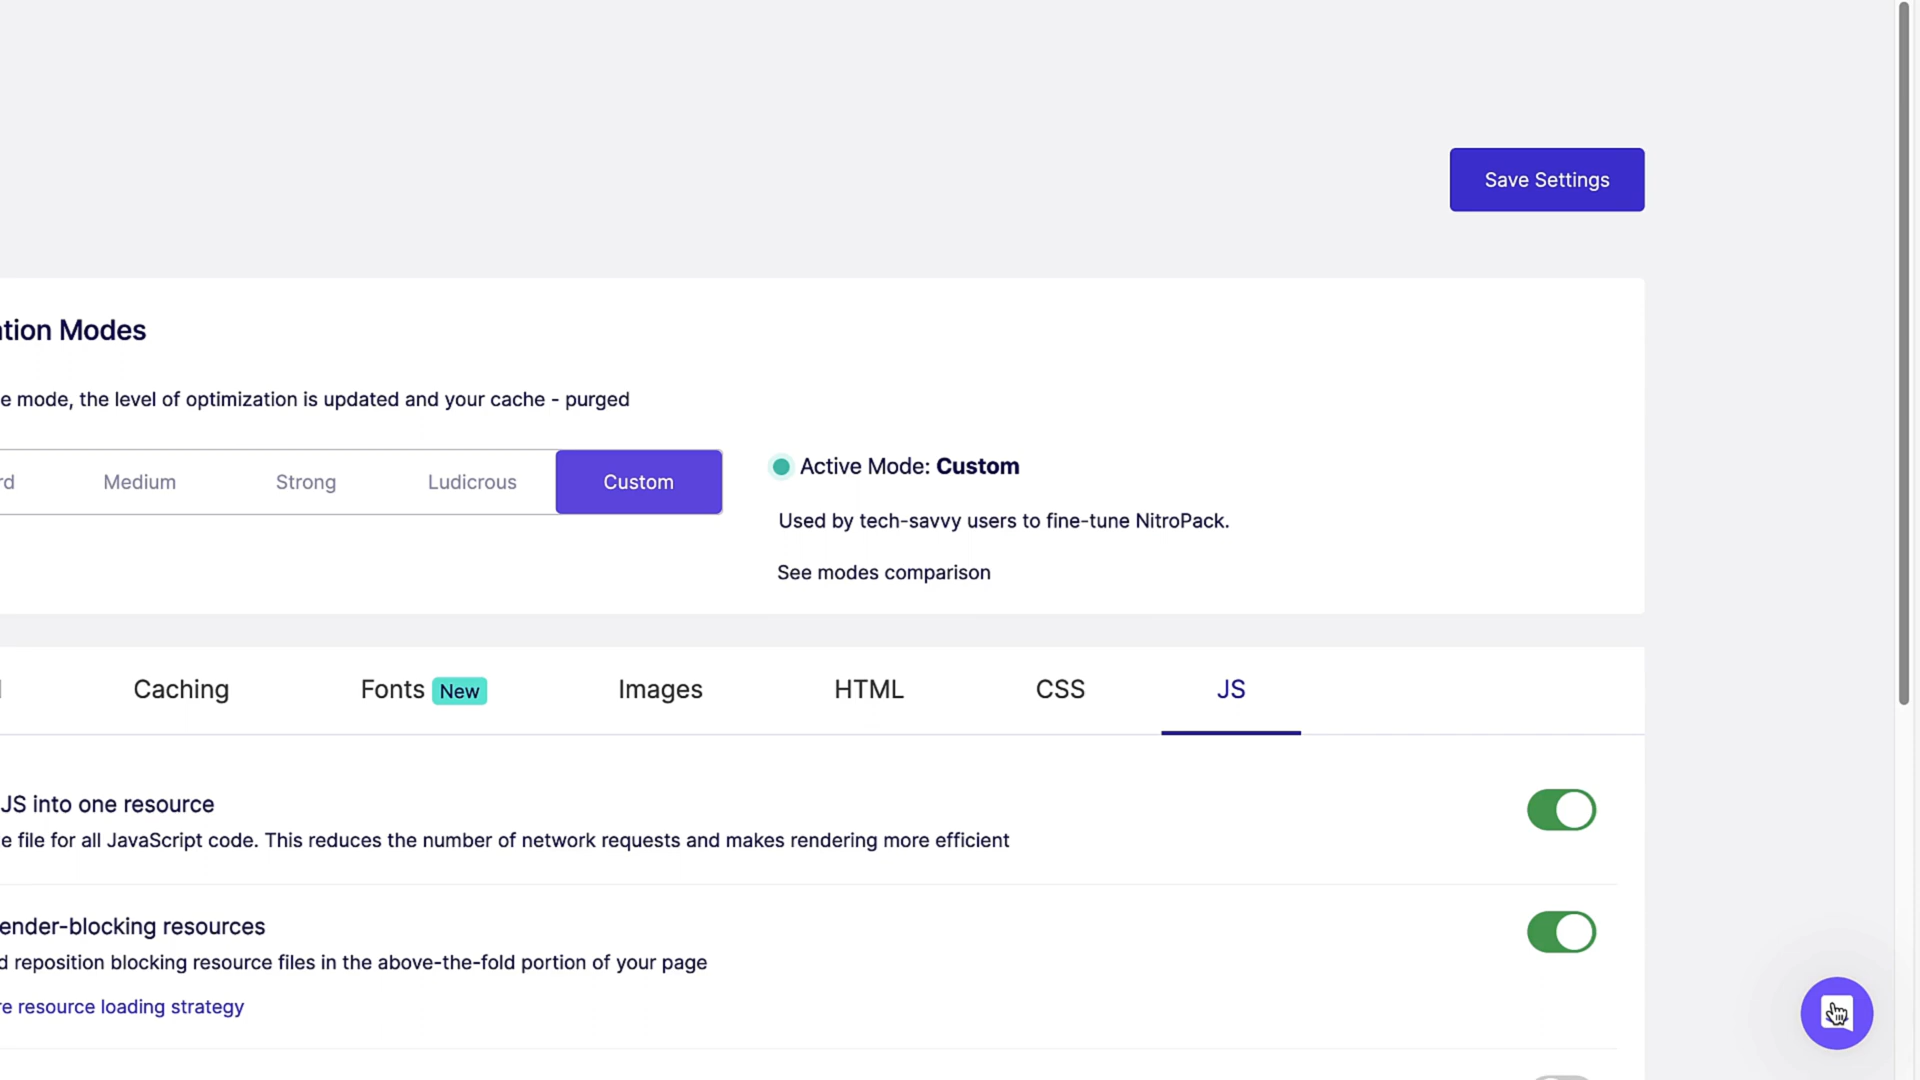 Save Settings
ation Modes
e mode, the level of optimization is updated and your cache - purged
rd Medium Strong Ludicrous Custom
Active Mode: Custom
Used by tech-savvy users to fine-tune NitroPack.
See modes comparison
Caching Fonts New Images HTML CSS JS
JS into one resource
e file for all JavaScript code. This reduces the number of network requests and makes rendering more efficient
ender-blocking resources
d reposition blocking resource files in the above-the-fold portion of your page
re resource loading strategy